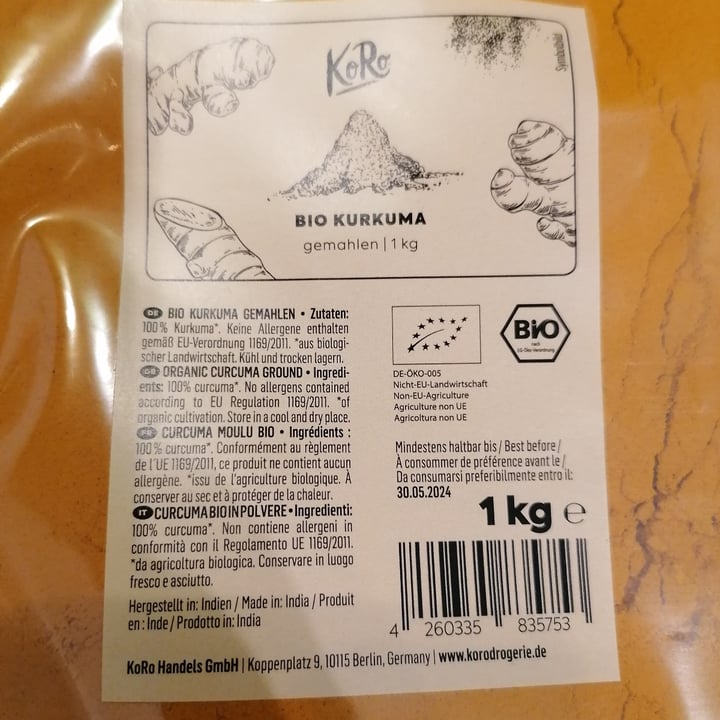 KoRo
Symbolbild
BIO KURKUMA
gemahlen | 1 kg
DE BIO KURKUMA GEMAHLEN • Zutaten:
100% Kurkuma*. Keine Allergene enthalten
gemäß EU-Verordnung 1169/2011. *aus biologi-
scher Landwirtschaft. Kühl und trocken lagern.
GB ORGANIC CURCUMA GROUND • Ingredi-
ents: 100% curcuma*. No allergens contained
according to EU Regulation 1169/2011. *of
organic cultivation. Store in a cool and dry place.
FR CURCUMA MOULU BIO • Ingrédients :
100% curcuma*. Conformément au règlement
de l'UE 1169/2011, ce produit ne contient aucun
allergène. *issu de l'agriculture biologique. À
conserver au sec et à protéger de la chaleur.
IT CURCUMA BIO IN POLVERE • Ingredienti:
100% curcuma*. Non contiene allergeni in
conformità con il Regolamento UE 1169/2011.
*da agricoltura biologica. Conservare in luogo
fresco e asciutto.
Hergestellt in: Indien / Made in: India / Produit
en : Inde / Prodotto in: India
Bio
nach
EG-Öko-Verordnung
DE-ÖKO-005
Nicht-EU-Landwirtschaft
Non-EU-Agriculture
Agriculture non UE
Agricoltura non UE
Mindestens haltbar bis / Best before /
À consommer de préférence avant le /
Da consumarsi preferibilmente entro il:
30.05.2024
1 kg e
4 260335 835753
KoRo Handels GmbH | Koppenplatz 9, 10115 Berlin, Germany | www.korodrogerie.de